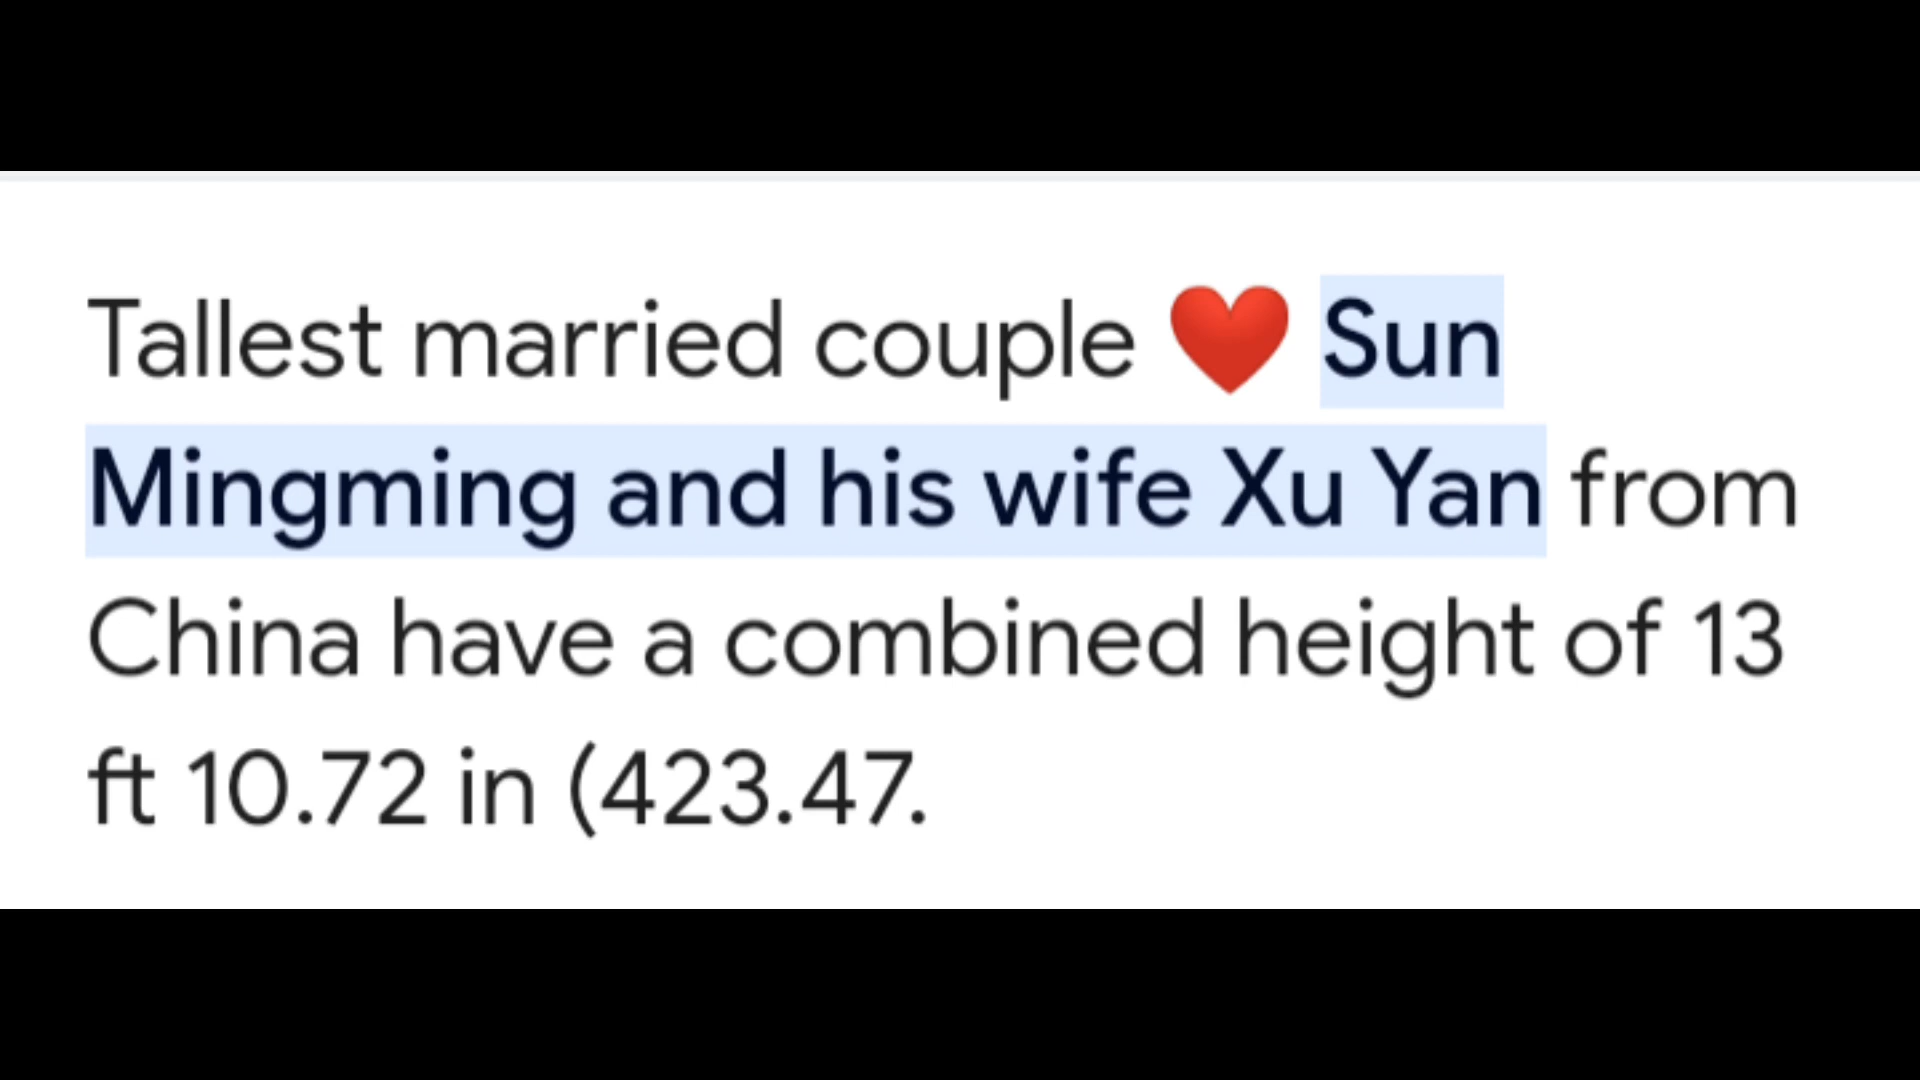 Tallest married couple ❤️ Sun
Mingming and his wife Xu Yan from
China have a combined height of 13
ft 10.72 in (423.47.